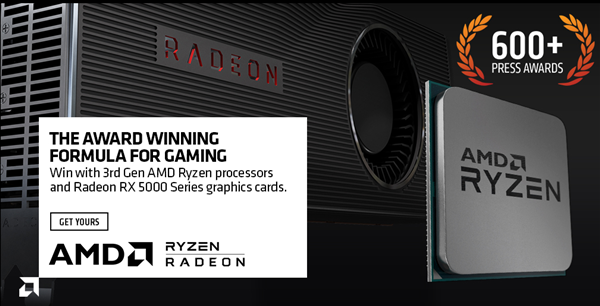 RADEON
600+
PRESS AWARDS
THE AWARD WINNING
FORMULA FOR GAMING
Win with 3rd Gen AMD Ryzen processors
and Radeon RX 5000 Series graphics cards.
GET YOURS
AMD
RYZEN
RADEON
AMD
RYZEN